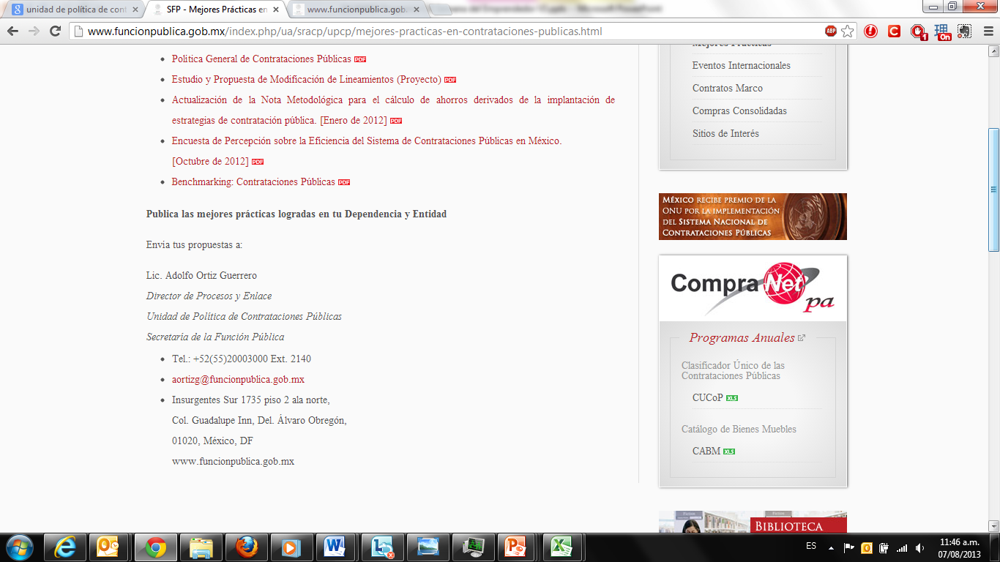 unidad de política de cont
SFP - Mejores Prácticas en
www.funcionpublica.gob.
www.funcionpublica.gob.mx/index.php/ua/sracp/upcp/mejores-practicas-en-contrataciones-publicas.html
ABP
1
On
Política General de Contrataciones Públicas PDF
Estudio y Propuesta de Modificación de Lineamientos (Proyecto) PDF
Actualización de la Nota Metodológica para el cálculo de ahorros derivados de la implantación de
estrategias de contratación pública. [Enero de 2012] PDF
Encuesta de Percepción sobre la Eficiencia del Sistema de Contrataciones Públicas en México.
[Octubre de 2012] PDF
Benchmarking: Contrataciones Públicas PDF
Publica las mejores prácticas logradas en tu Dependencia y Entidad
Envia tus propuestas a:
Lic. Adolfo Ortiz Guerrero
Director de Procesos y Enlace
Unidad de Política de Contrataciones Públicas
Secretaría de la Función Pública
Tel.: +52(55)20003000 Ext. 2140
aortizg@funcionpublica.gob.mx
Insurgentes Sur 1735 piso 2 ala norte,
Col. Guadalupe Inn, Del. Álvaro Obregón,
01020, México, DF
www.funcionpublica.gob.mx
Mejores Prácticas
Eventos Internacionales
Contratos Marco
Compras Consolidadas
Sitios de Interés
México recibe premio de la
ONU por la implementación
del Sistema Nacional de
Contrataciones Públicas
CompraNet
pa
Programas Anuales
Clasificador Único de las
Contrataciones Públicas
CUCoP XLS
Catálogo de Bienes Muebles
CABM XLS
Biblioteca
ES
11:46 a.m.
07/08/2013